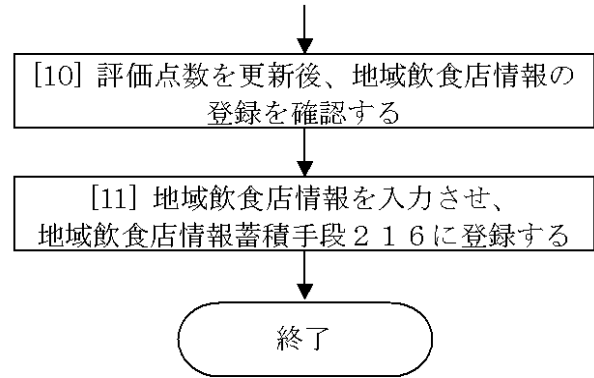 [10] 評価点数を更新後、地域飲食店情報の
登録を確認する
[11] 地域飲食店情報を入力させ、
地域飲食店情報蓄積手段２１６に登録する
終了